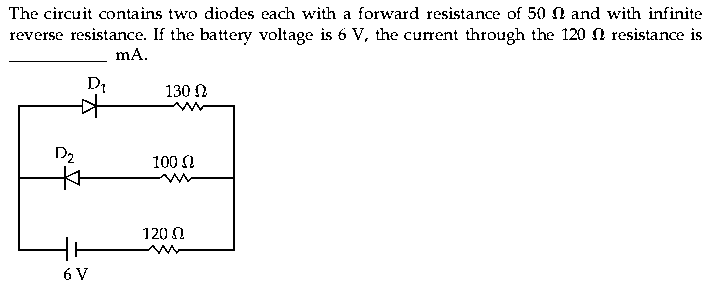 The circuit contains two diodes each with a forward resistance of 50 Ω and with infinite
reverse resistance. If the battery voltage is 6 V, the current through the 120 Ω resistance is
__________ mA.
D1
130 Ω
D2
100 Ω
120 Ω
6 V